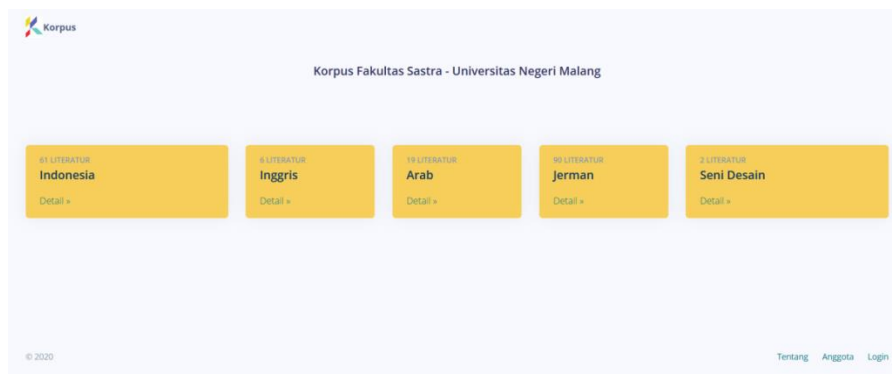 Korpus
Korpus Fakultas Sastra - Universitas Negeri Malang
61 LITERATUR
Indonesia
Detail »
6 LITERATUR
Inggris
Detail »
19 LITERATUR
Arab
Detail »
90 LITERATUR
Jerman
Detail »
2 LITERATUR
Seni Desain
Detail »
© 2020
Tentang Anggota Login